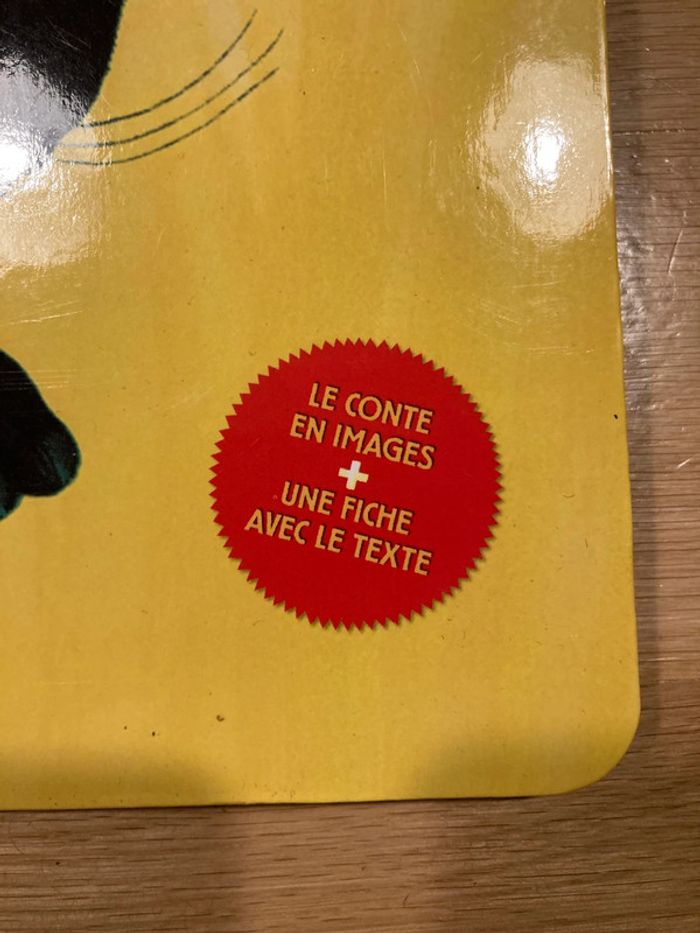 LE CONTE
EN IMAGES
+
UNE FICHE
AVEC LE TEXTE